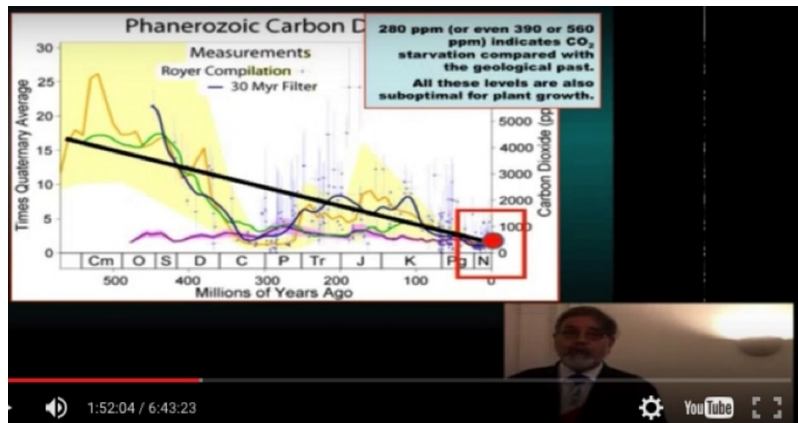 Phanerozoic Carbon D
280 ppm (or even 390 or 560
ppm) indicates CO₂
starvation compared with
the geological past.
All these levels are also
suboptimal for plant growth.
Measurements
Royer Compilation
30 Myr Filter
30
25
20
15
10
5
0
Times Quaternary Average
5000
4000
3000
2000
1000
0
Carbon Dioxide (pp
Cm O S D C P Tr J K Pg N
500 400 300 200 100 0
Millions of Years Ago
1:52:04 / 6:43:23
YouTube